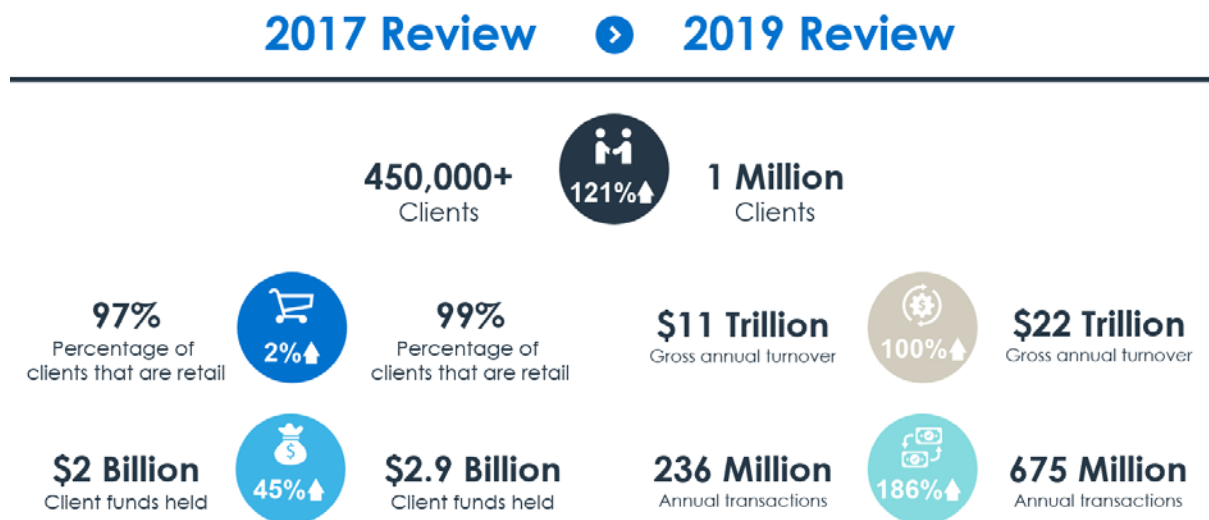 2017 Review
2019 Review
450,000+
Clients
121%
1 Million
Clients
97%
Percentage of
clients that are retail
2%
99%
Percentage of
clients that are retail
$11 Trillion
Gross annual turnover
100%
$22 Trillion
Gross annual turnover
$2 Billion
Client funds held
$
45%
$2.9 Billion
Client funds held
236 Million
Annual transactions
186%
675 Million
Annual transactions